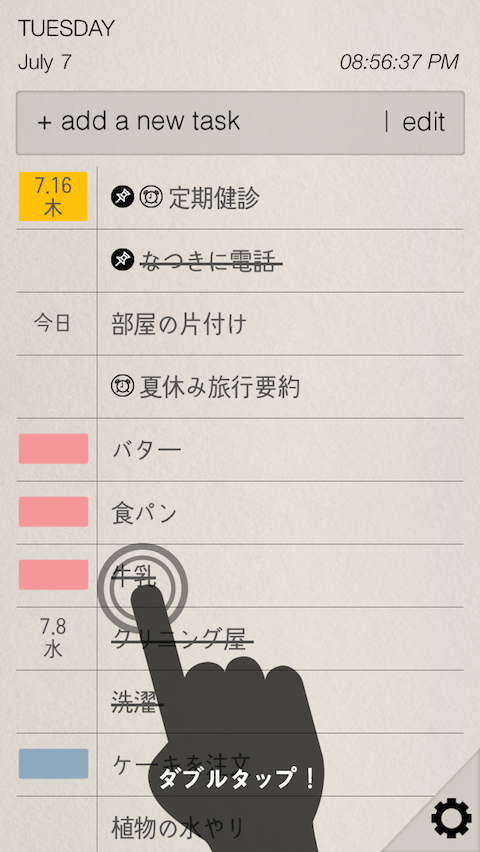 TUESDAY
July 7 08:56:37 PM
+ add a new task | edit
7.16
木
定期健診
なつきに電話
今日 部屋の片付け
夏休み旅行要約
バター
食パン
牛乳
7.8
水
クリニング屋
洗濯
ケーキを注文
ダブルタップ！
植物の水やり